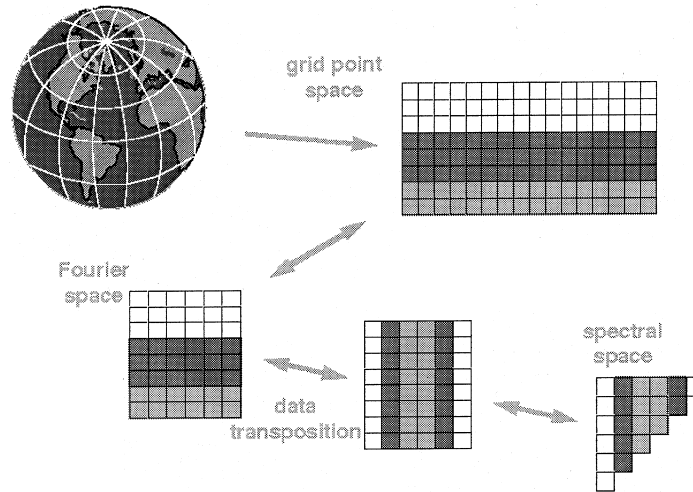 grid point
space
Fourier
space
data
transposition
spectral
space